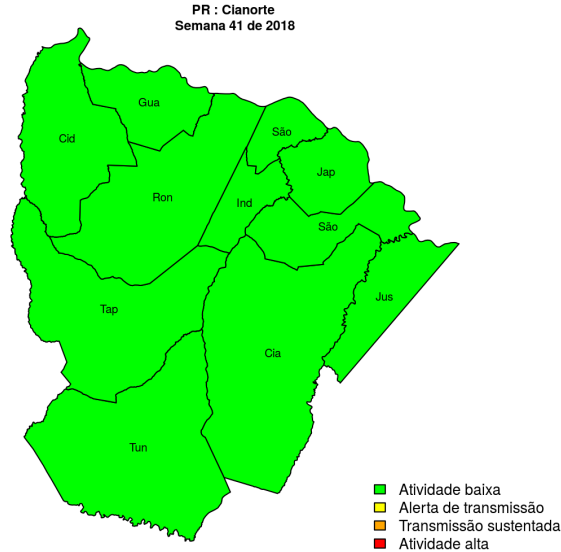 PR : Cianorte
Semana 41 de 2018
Gua
São
Cid
Jap
Ron
Ind
São
Jus
Tap
Cia
Tun
Atividade baixa
Alerta de transmissão
Transmissão sustentada
Atividade alta